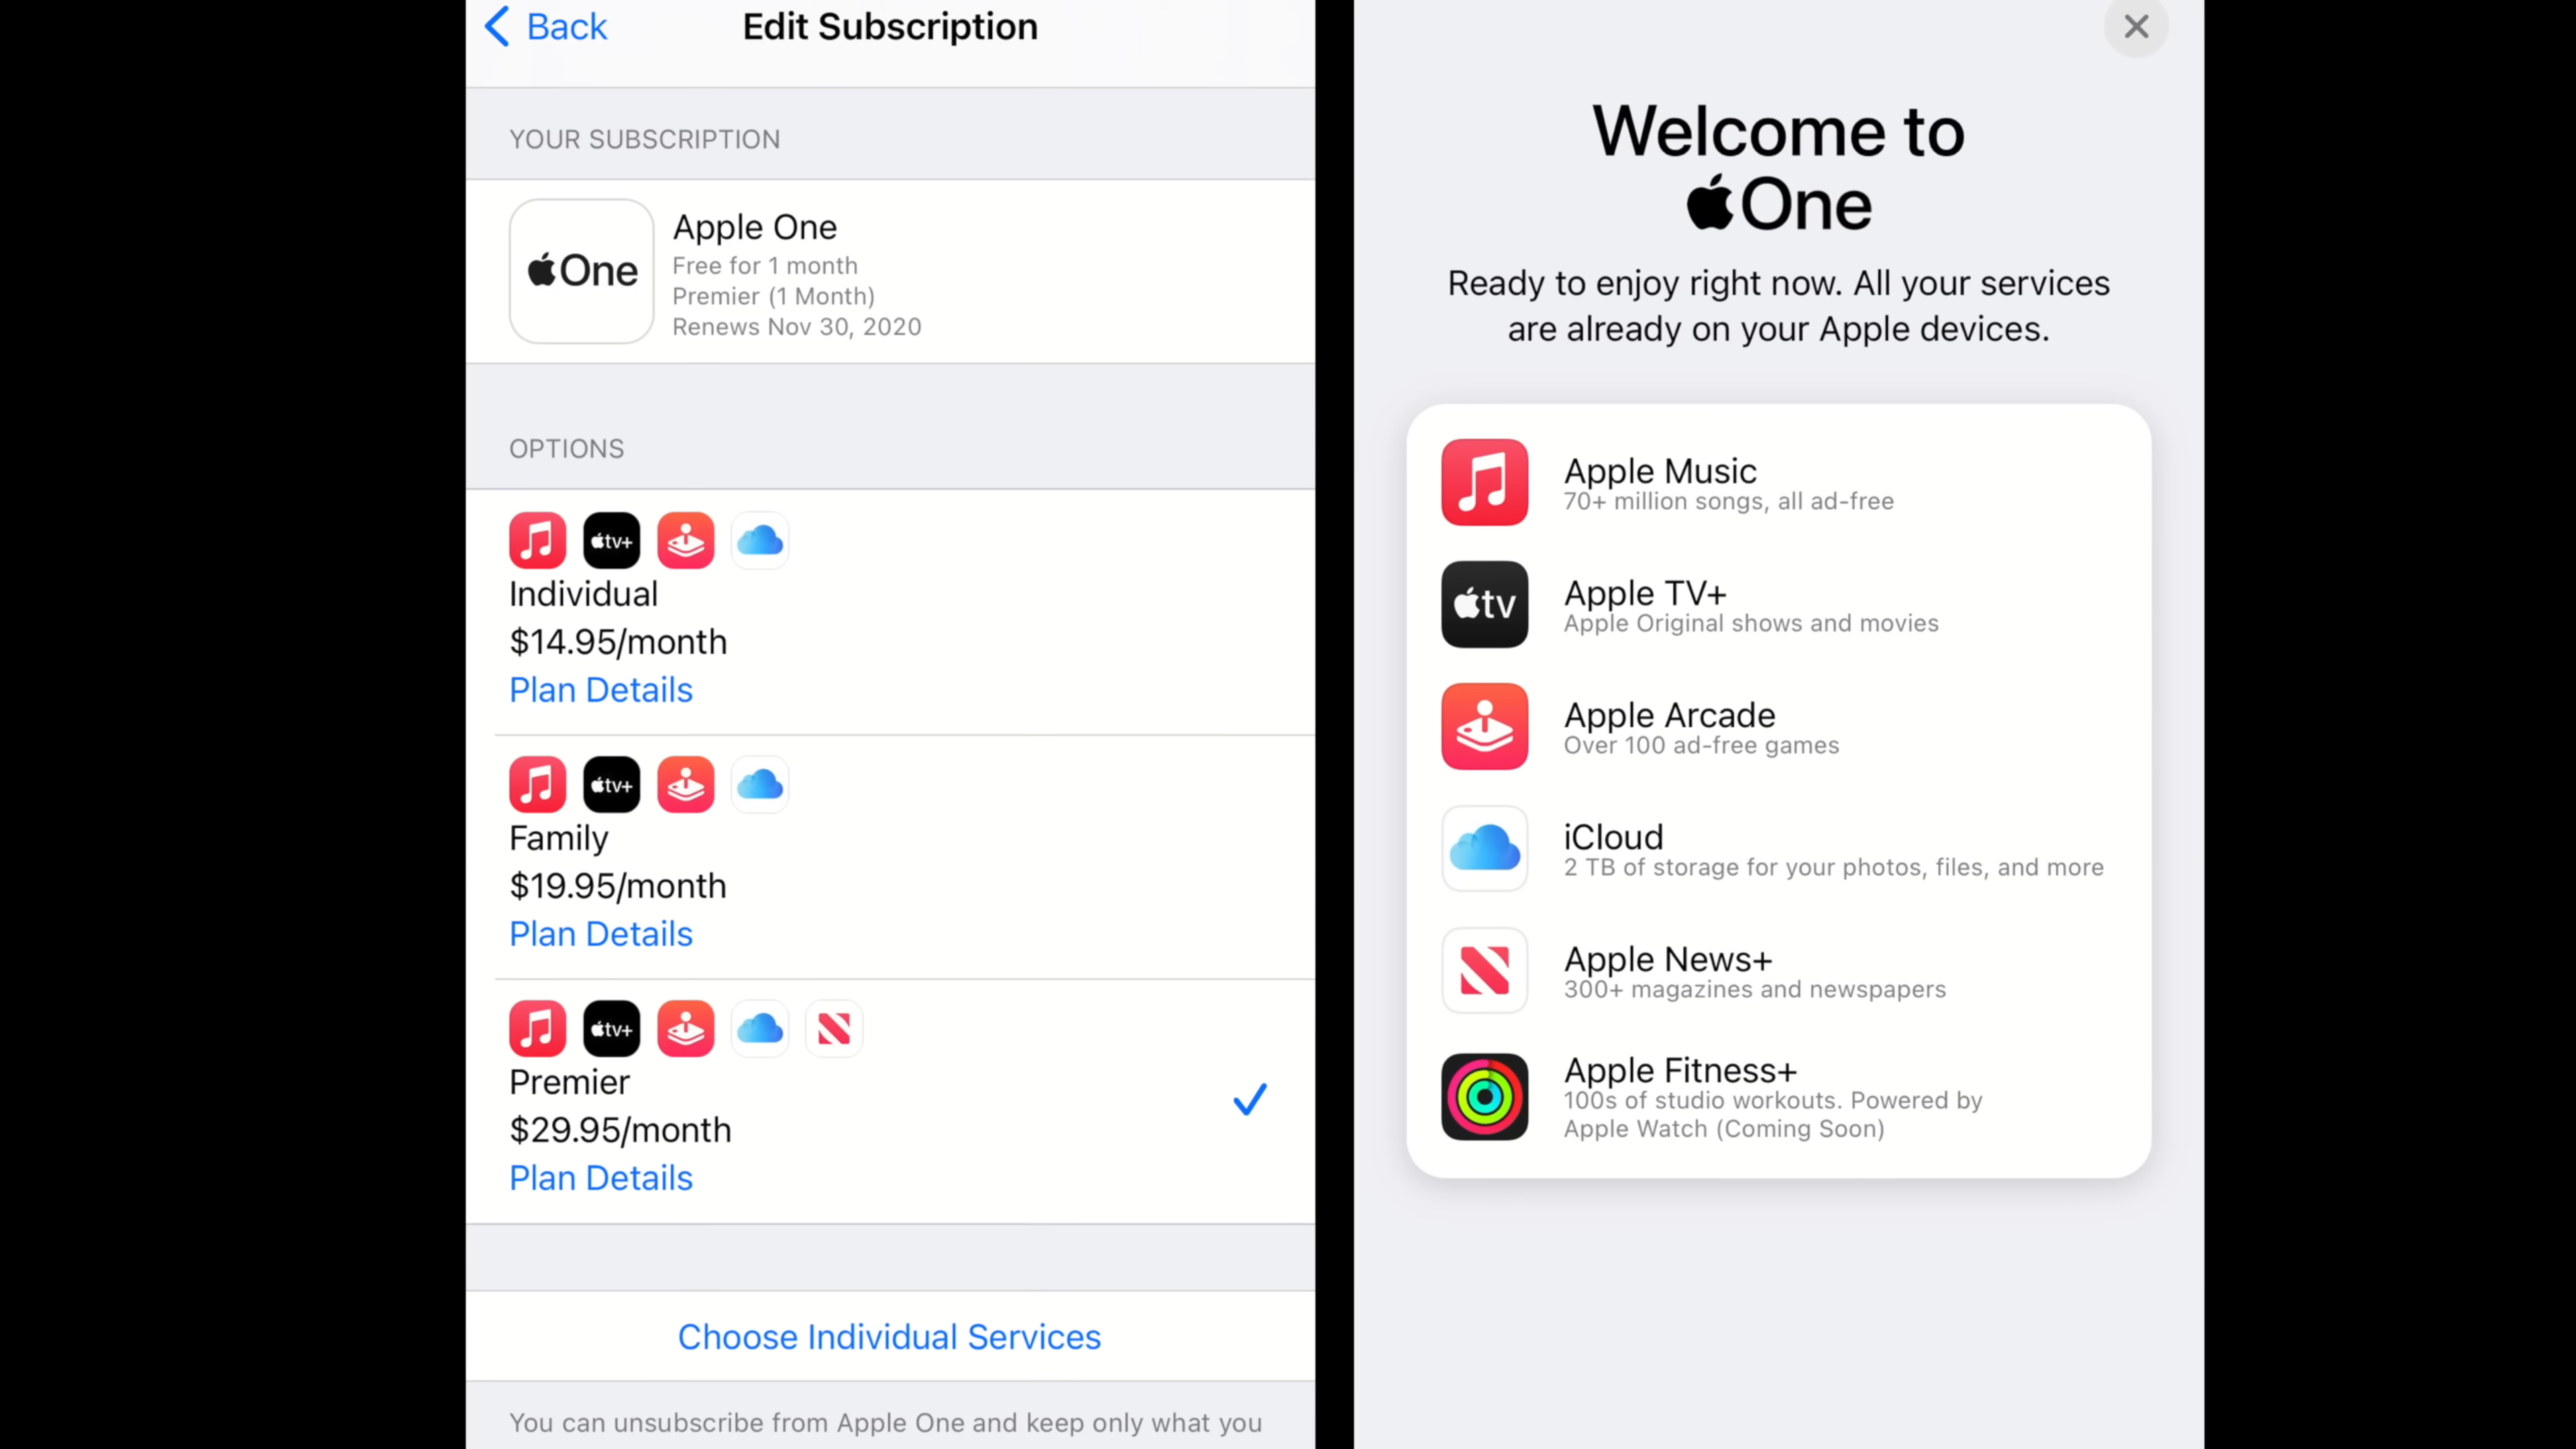 Back
Edit Subscription
YOUR SUBSCRIPTION
One
Apple One
Free for 1 month
Premier (1 Month)
Renews Nov 30, 2020
OPTIONS
tv+
Individual
$14.95/month
Plan Details
tv+
Family
$19.95/month
Plan Details
tv+
Premier
$29.95/month
Plan Details
Choose Individual Services
You can unsubscribe from Apple One and keep only what you
Welcome to
One
Ready to enjoy right now. All your services
are already on your Apple devices.
Apple Music
70+ million songs, all ad-free
tv
Apple TV+
Apple Original shows and movies
Apple Arcade
Over 100 ad-free games
iCloud
2 TB of storage for your photos, files, and more
Apple News+
300+ magazines and newspapers
Apple Fitness+
100s of studio workouts. Powered by
Apple Watch (Coming Soon)